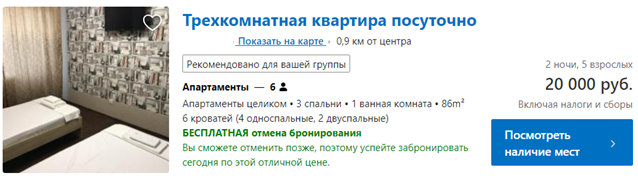 Трехкомнатная квартира посуточно
Показать на карте · 0,9 км от центра
Рекомендовано для вашей группы
Апартаменты — 6
Апартаменты целиком • 3 спальни • 1 ванная комната • 86m²
6 кроватей (4 односпальные, 2 двуспальные)
БЕСПЛАТНАЯ отмена бронирования
Вы сможете отменить позже, поэтому успейте забронировать
сегодня по этой отличной цене.
2 ночи, 5 взрослых
20 000 руб.
Включая налоги и сборы
Посмотреть
наличие мест